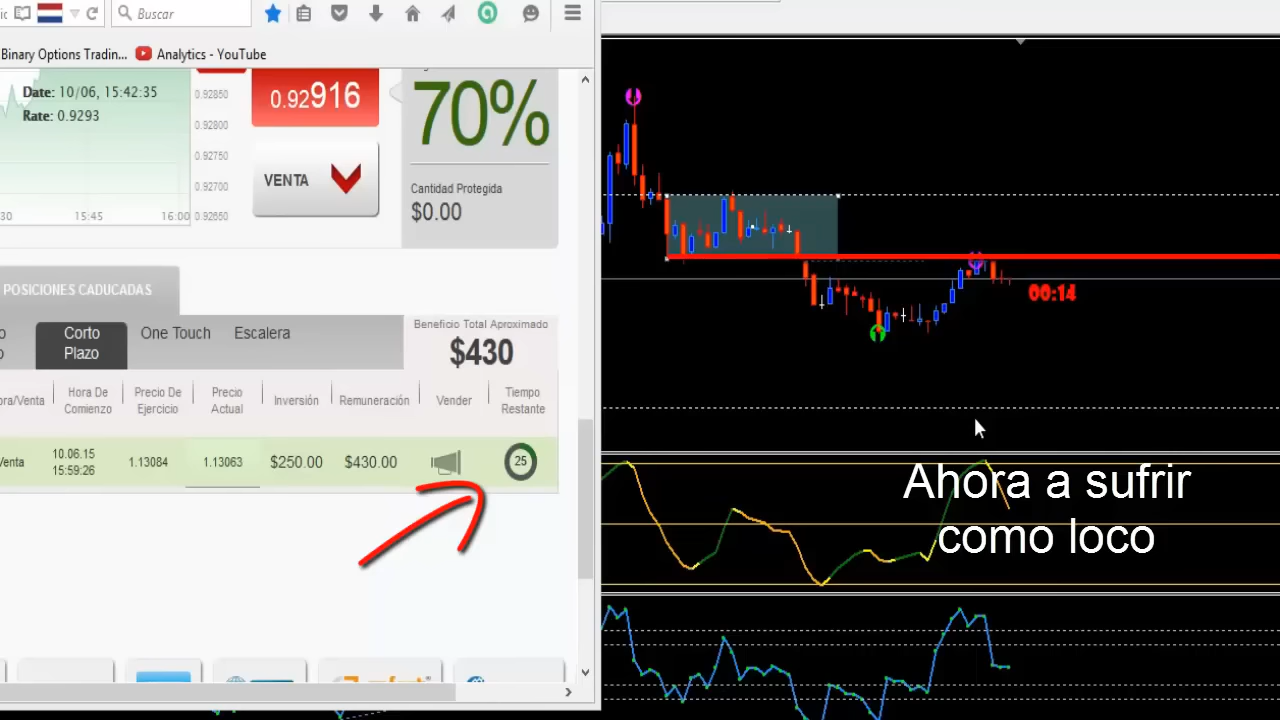 Buscar
Binary Options Tradin...
Analytics - YouTube
Date: 10/06, 15:42:35
Rate: 0.9293
0.92850
0.92800
0.92750
0.92700
0.92650
30
15:45
16:00
0.92916
VENTA
70%
Cantidad Protegida
$0.00
POSICIONES CADUCADAS
Corto
Plazo
One Touch
Escalera
Beneficio Total Aproximado
$430
Hora De
Comienzo
Precio De
Ejercicio
Precio
Actual
Inversión
Remuneración
Vender
Tiempo
Restante
10.06.15
15:59:26
1.13084
1.13063
$250.00
$430.00
25
00:14
Ahora a sufrir
como loco